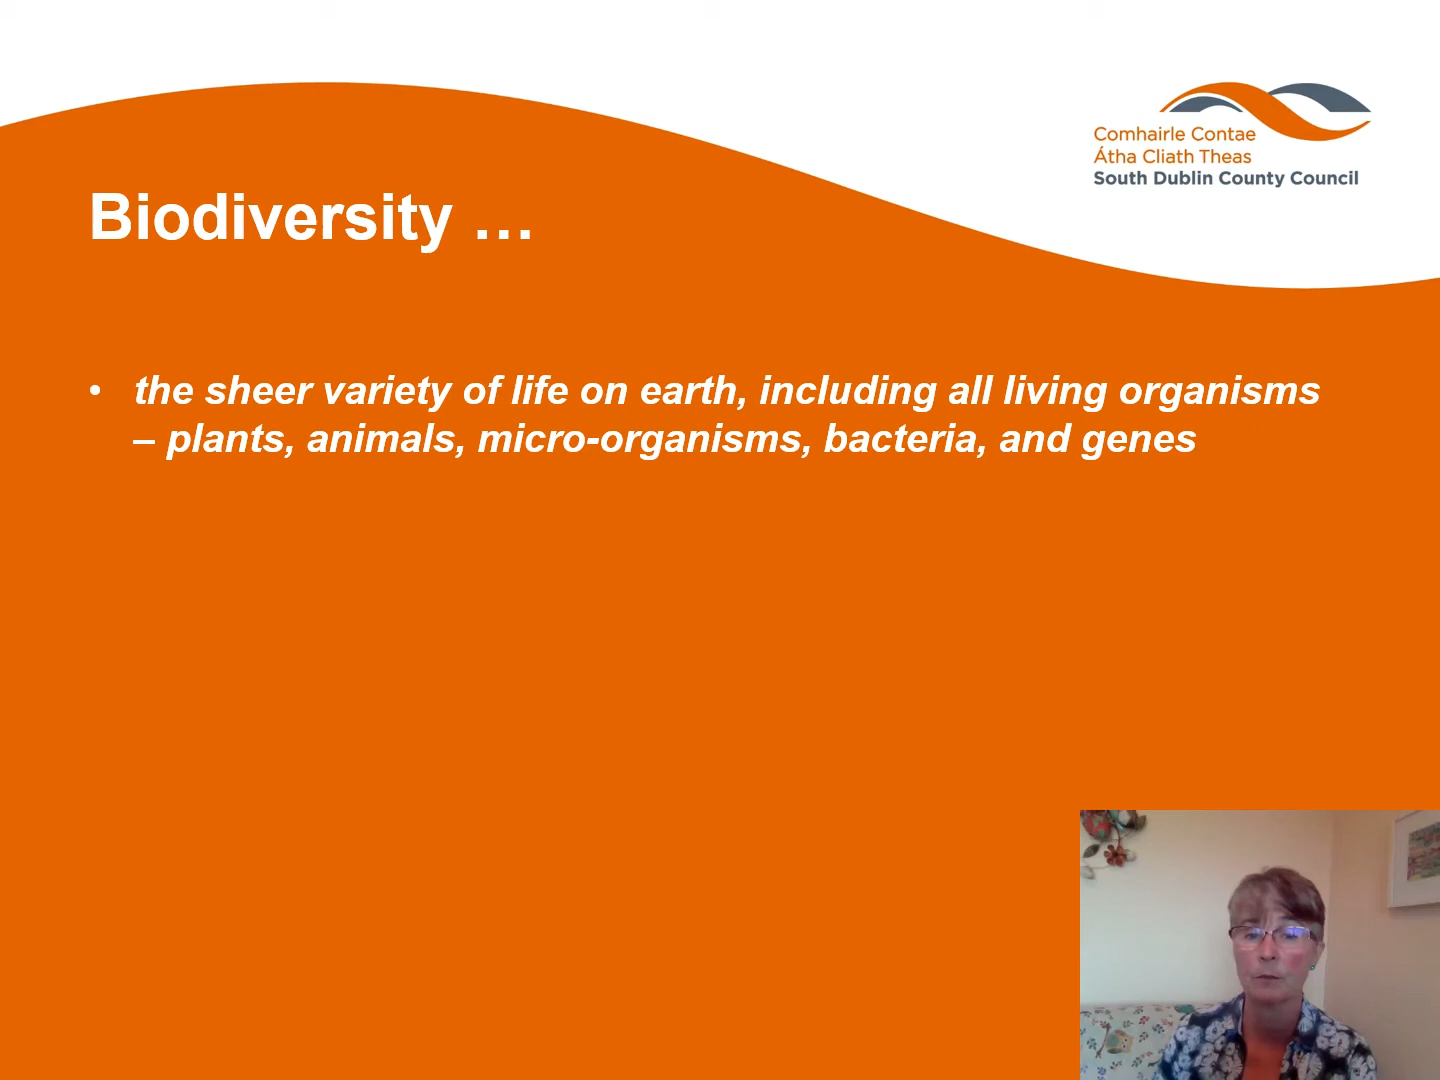 Comhairle Contae
Átha Cliath Theas
South Dublin County Council
Biodiversity …
• the sheer variety of life on earth, including all living organisms
– plants, animals, micro-organisms, bacteria, and genes